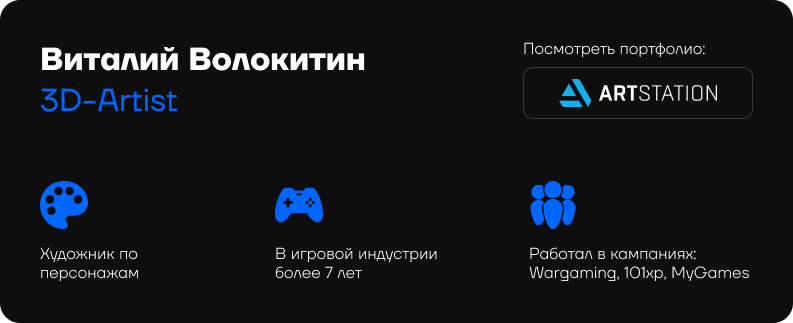 Виталий Волокитин
3D-Artist
Посмотреть портфолио:
ARTSTATION
Художник по
персонажам
В игровой индустрии
более 7 лет
Работал в кампаниях:
Wargaming, 101xp, MyGames